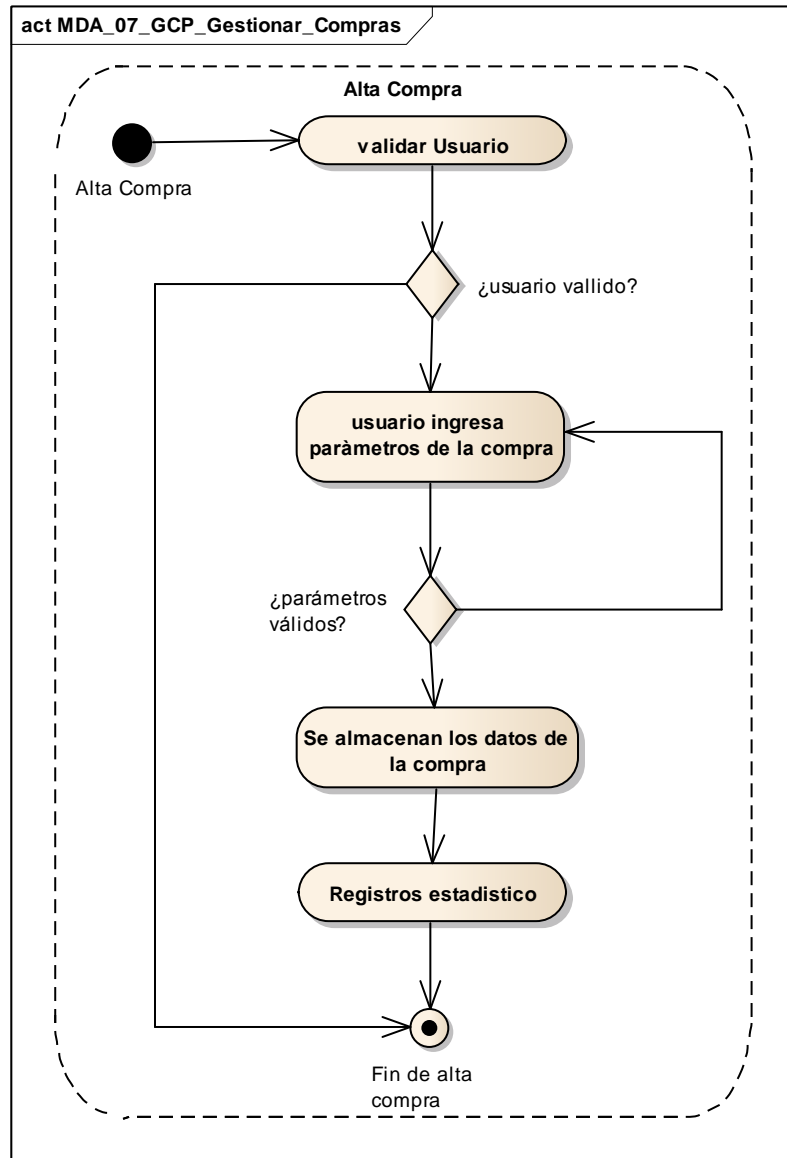 act MDA_07_GCP_Gestionar_Compras
Alta Compra
validar Usuario
Alta Compra
¿usuario vallido?
usuario ingresa
paràmetros de la compra
¿parámetros
válidos?
Se almacenan los datos de
la compra
Registros estadistico
Fin de alta
compra